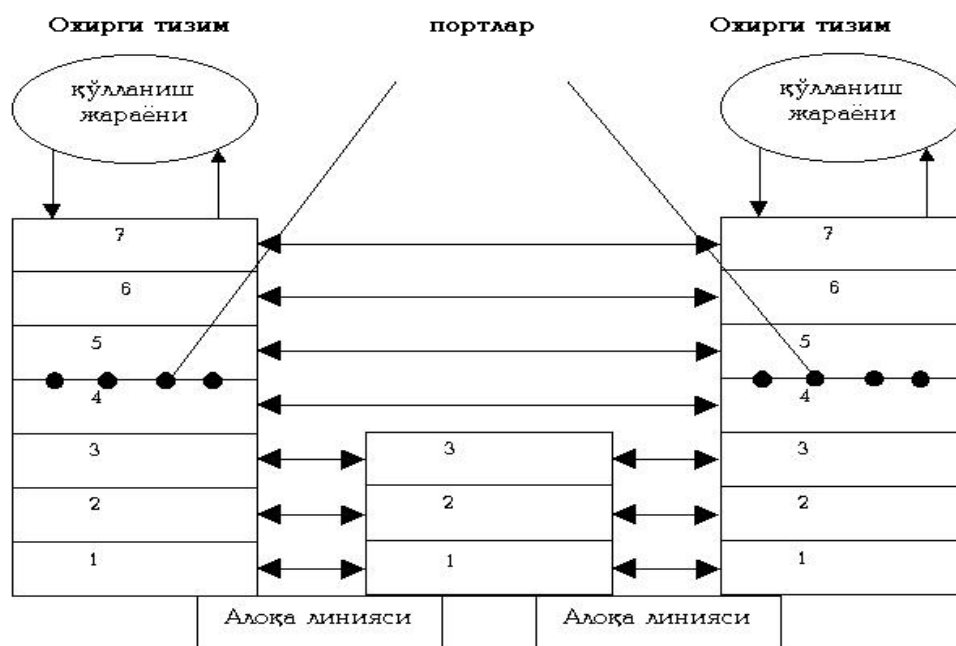 Охирги тизим
портлар
Охирги тизим
қўлланиш
жараёни
қўлланиш
жараёни
7
7
6
6
5
5
4
4
3
3
3
2
2
2
1
1
1
Алоқа линияси
Алоқа линияси